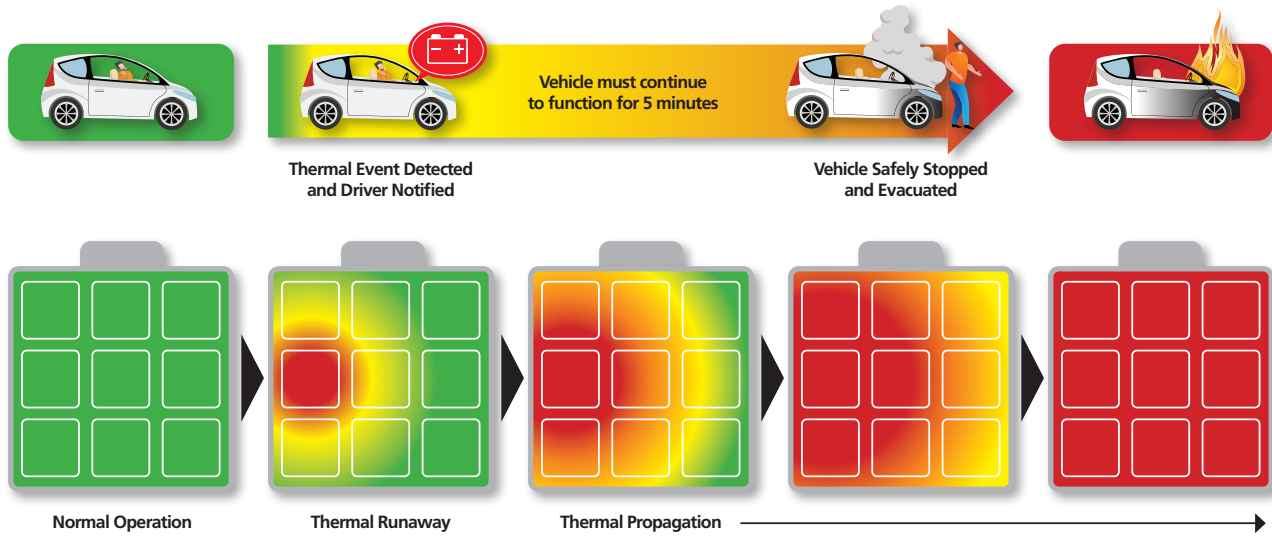 Vehicle must continue
to function for 5 minutes
Thermal Event Detected
and Driver Notified
Vehicle Safely Stopped
and Evacuated
Normal Operation
Thermal Runaway
Thermal Propagation